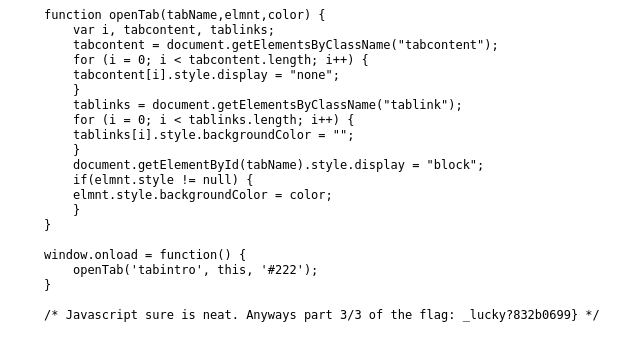 function openTab(tabName,elmnt,color) {
    var i, tabcontent, tablinks;
    tabcontent = document.getElementsByClassName("tabcontent");
    for (i = 0; i < tabcontent.length; i++) {
    tabcontent[i].style.display = "none";
    }
    tablinks = document.getElementsByClassName("tablink");
    for (i = 0; i < tablinks.length; i++) {
    tablinks[i].style.backgroundColor = "";
    }
    document.getElementById(tabName).style.display = "block";
    if(elmnt.style != null) {
    elmnt.style.backgroundColor = color;
    }
}

window.onload = function() {
    openTab('tabintro', this, '#222');
}

/* Javascript sure is neat. Anyways part 3/3 of the flag: _lucky?832b0699} */